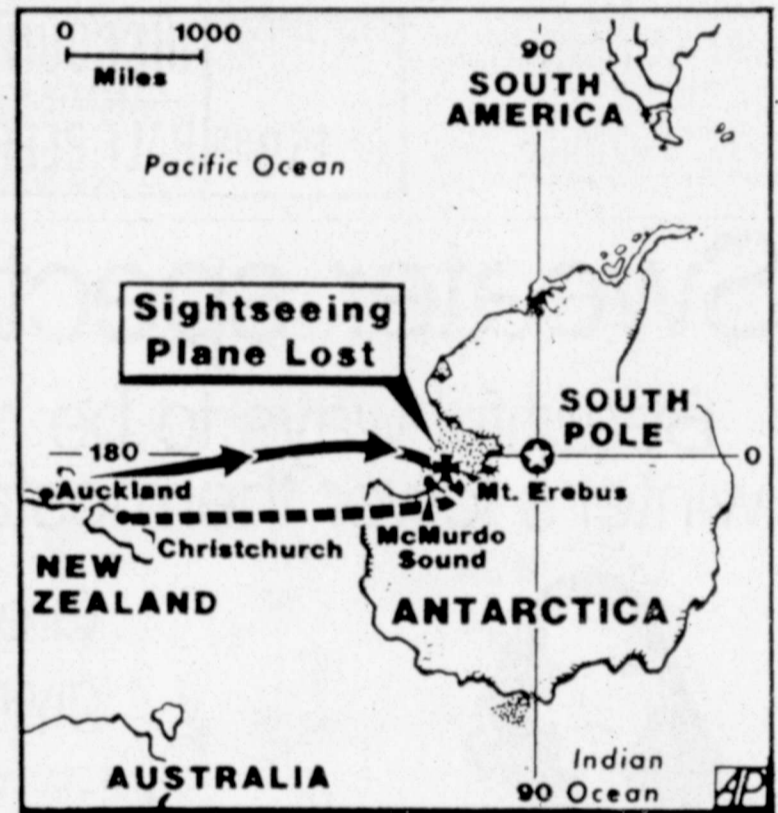 0 1000
Miles
90
SOUTH
AMERICA
Pacific Ocean
Sightseeing
Plane Lost
SOUTH
POLE
180
0
Auckland
Mt. Erebus
Christchurch
McMurdo
Sound
NEW
ZEALAND
ANTARCTICA
AUSTRALIA
Indian
Ocean
90
AP